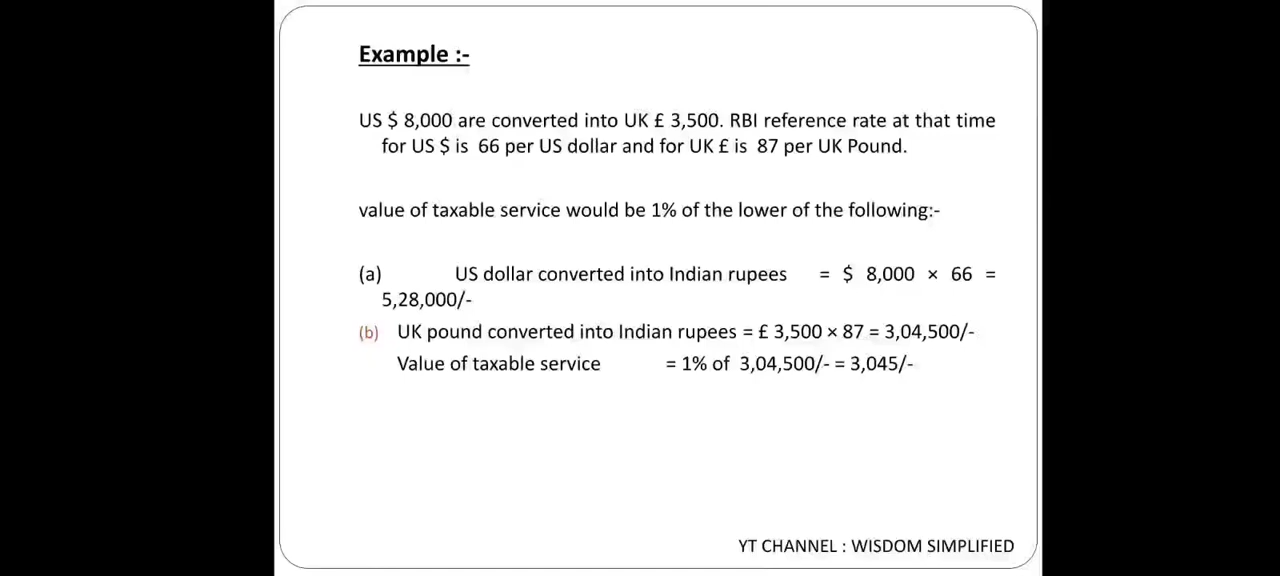 Example :-
US $ 8,000 are converted into UK £ 3,500. RBI reference rate at that time
for US $ is 66 per US dollar and for UK £ is 87 per UK Pound.
value of taxable service would be 1% of the lower of the following:-
(a) US dollar converted into Indian rupees = $ 8,000 × 66 =
5,28,000/-
(b) UK pound converted into Indian rupees = £ 3,500 × 87 = 3,04,500/-
Value of taxable service = 1% of 3,04,500/- = 3,045/-
YT CHANNEL : WISDOM SIMPLIFIED